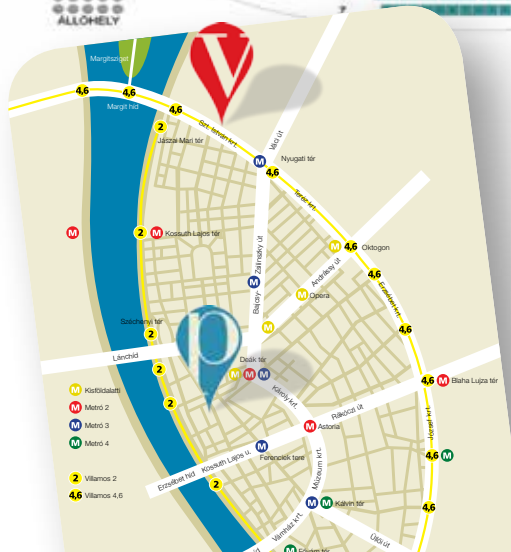 ÁLLÓHELY
Margitsziget
4,6
4,6
Margit híd
4,6
V
2
Jászai Mari tér
Szt. István krt.
Váci út
M
Nyugati tér
4,6
Teréz krt.
M
2
M
Kossuth Lajos tér
M
4,6
Oktogon
Bajcsy - Zsilinszky út
Andrássy út
4,6
M
M
Opera
Erzsébet krt.
Széchenyi tér
2
p
M
4,6
Lánchíd
Deák tér
2
M
M
M
4,6
M
Blaha Lujza tér
M
Kisföldalatti
Károly krt.
M
Metró 2
2
Rákóczi út
József krt.
M
Metró 3
M
Astoria
M
Metró 4
M
Ferenciek tere
4,6
M
Kossuth Lajos u.
Erzsébet híd
Múzeum krt.
2
Villamos 2
2
4,6
Villamos 4,6
M
M
Kálvin tér
4,6
Vámház krt.
Üllői út
M
Fővám tér